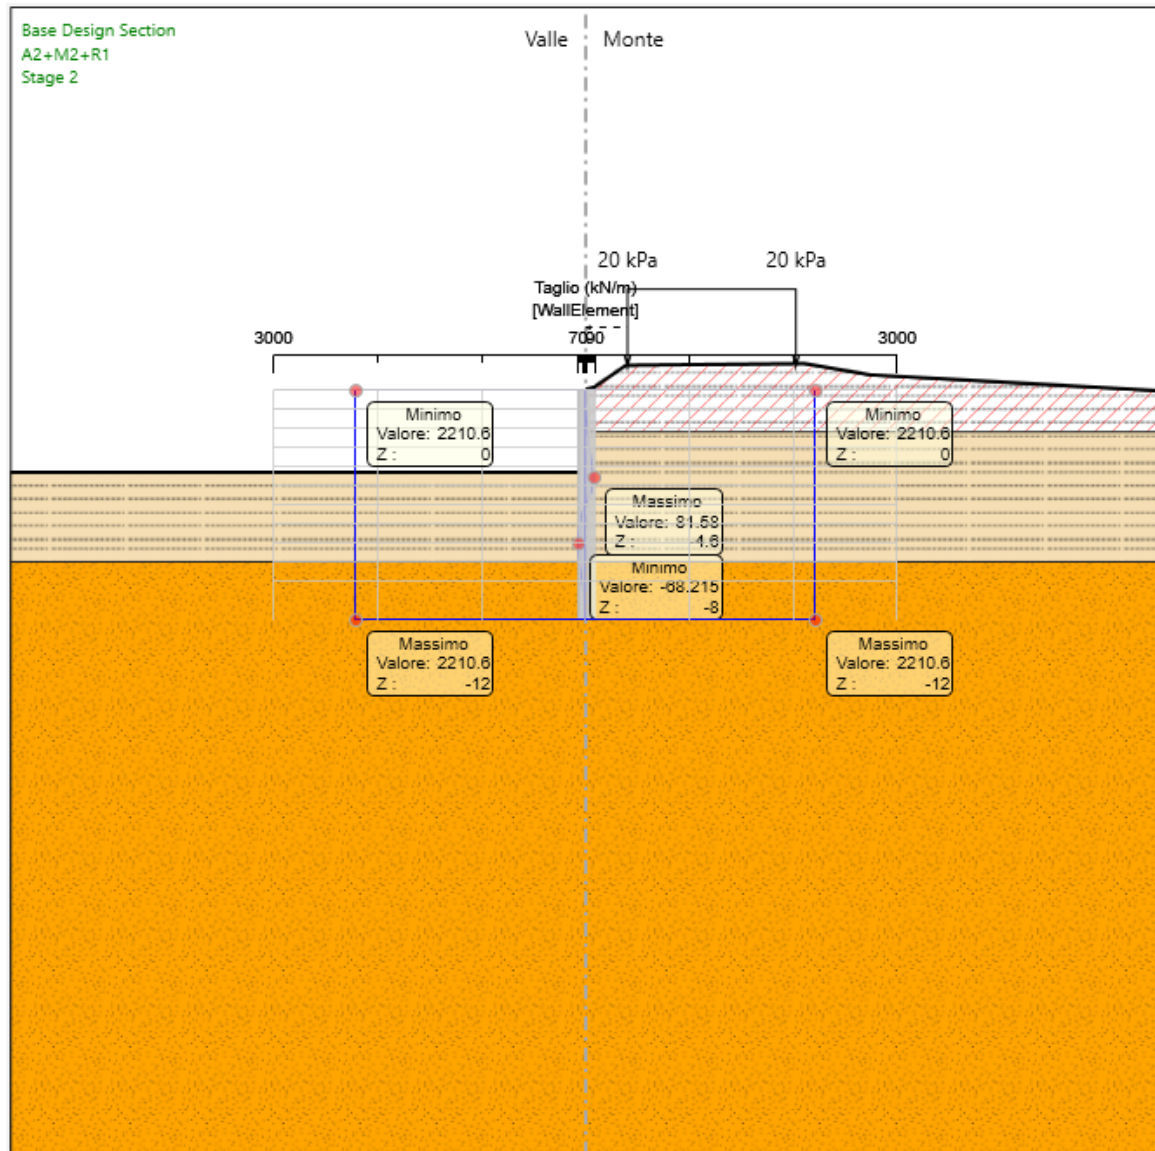 Base Design Section
A2+M2+R1
Stage 2
Valle
Monte
20 kPa
20 kPa
Taglio (kN/m)
[WallElement]
3000
3000
Minimo
Valore: 2210.6
Z : 0
Minimo
Valore: 2210.6
Z : 0
Massimo
Valore: 81.58
Z : -4.6
Minimo
Valore: -68.215
Z : -8
Massimo
Valore: 2210.6
Z : -12
Massimo
Valore: 2210.6
Z : -12